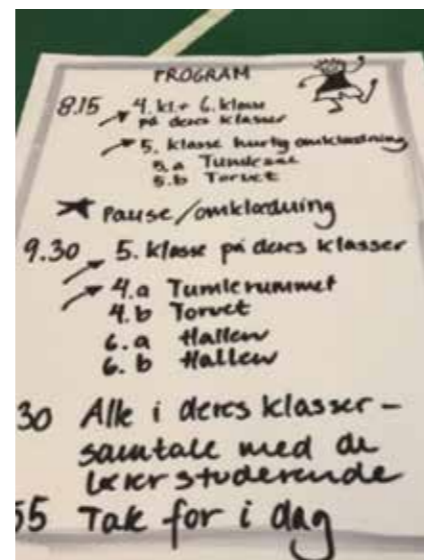 PROGRAM
8.15 4. kl + 6. klasse
på deres klasser
5. klasse hurtig omklædning
5.a
5.b Torvet
Pause/omklædning
9.30 5. klasse på deres klasser
4.a Tumlerummet
4.b Torvet
6.a Hallen
6.b Hallen
30 Alle i deres klasser-
samtale med de
lærerstuderende
55 Tak for i dag